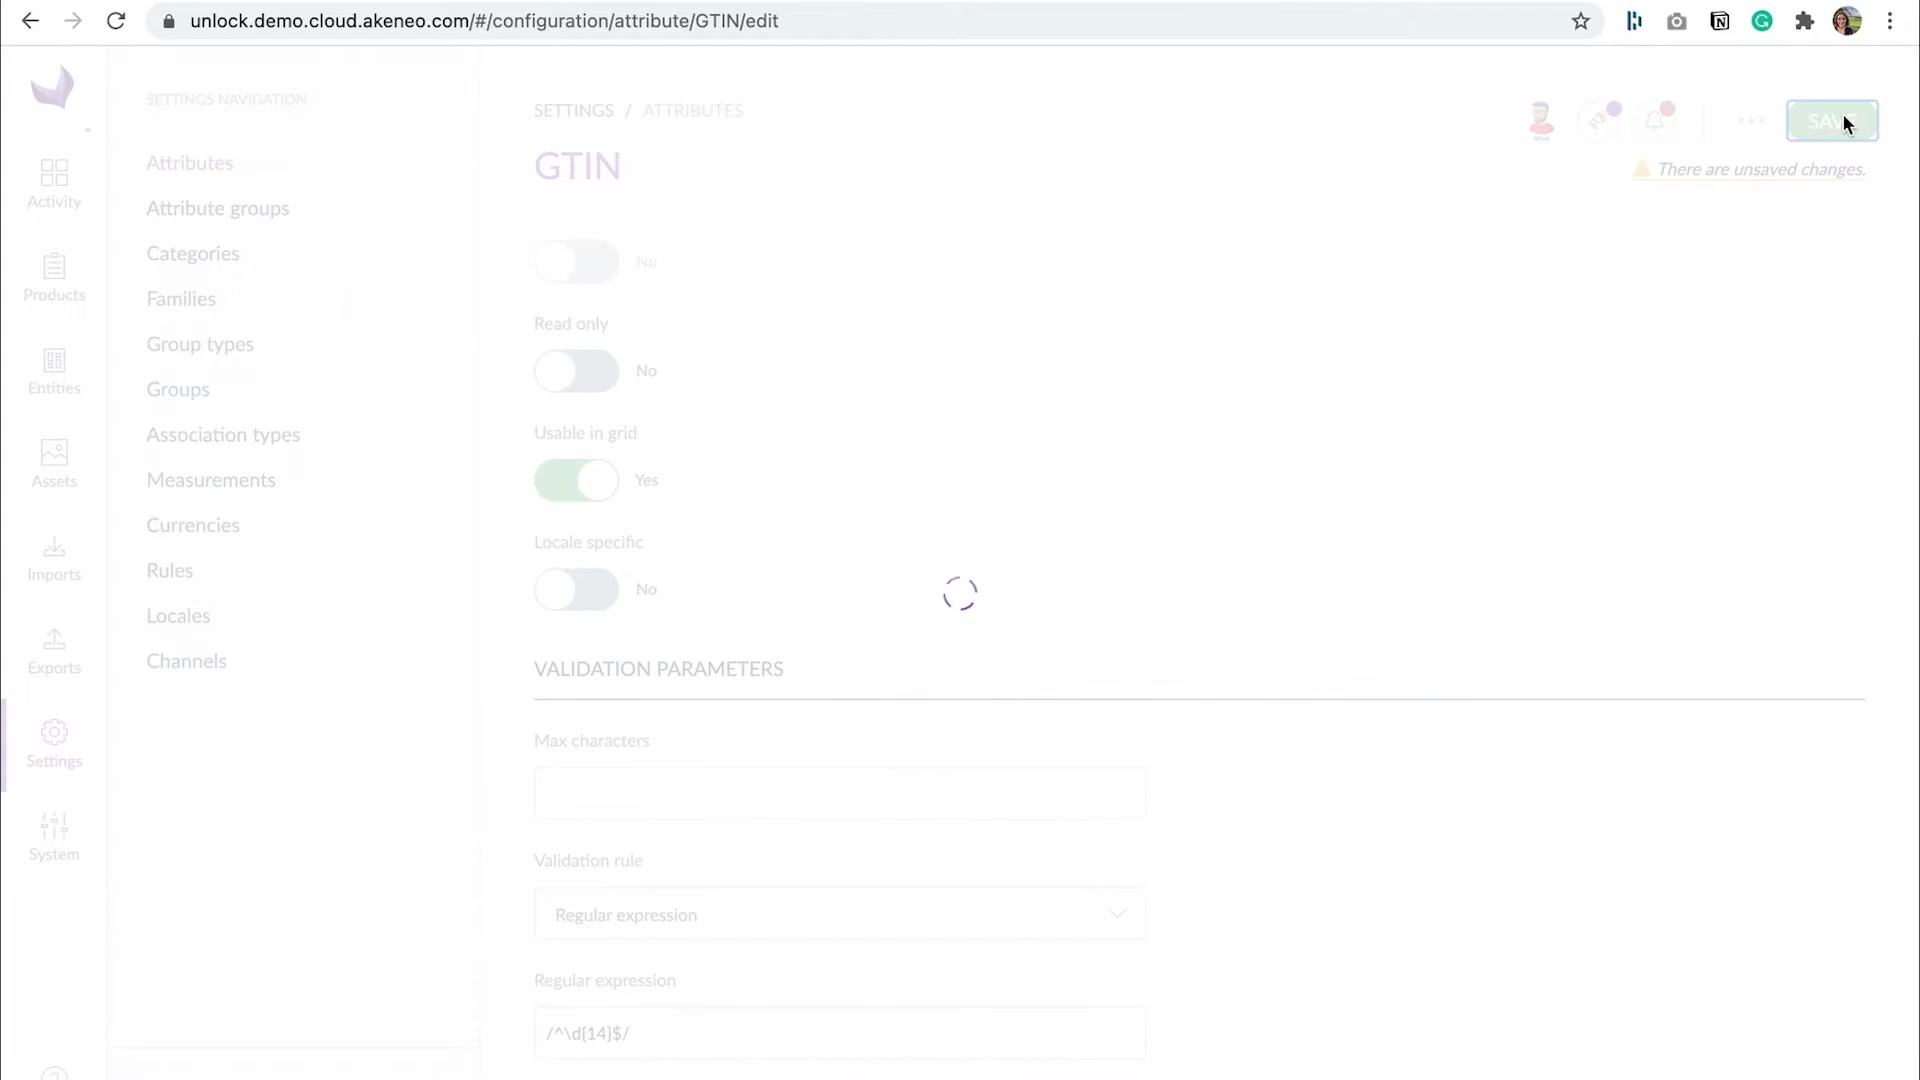 unlock.demo.cloud.akeneo.com/#/configuration/attribute/GTIN/edit
SETTINGS NAVIGATION
Attributes
Attribute groups
Categories
Families
Group types
Groups
Association types
Measurements
Currencies
Rules
Locales
Channels
Activity
Products
Entities
Assets
Imports
Exports
Settings
System
SETTINGS / ATTRIBUTES
GTIN
SAVE
There are unsaved changes.
No
Read only
No
Usable in grid
Yes
Locale specific
No
VALIDATION PARAMETERS
Max characters
Validation rule
Regular expression
Regular expression
/^\d{14}$/